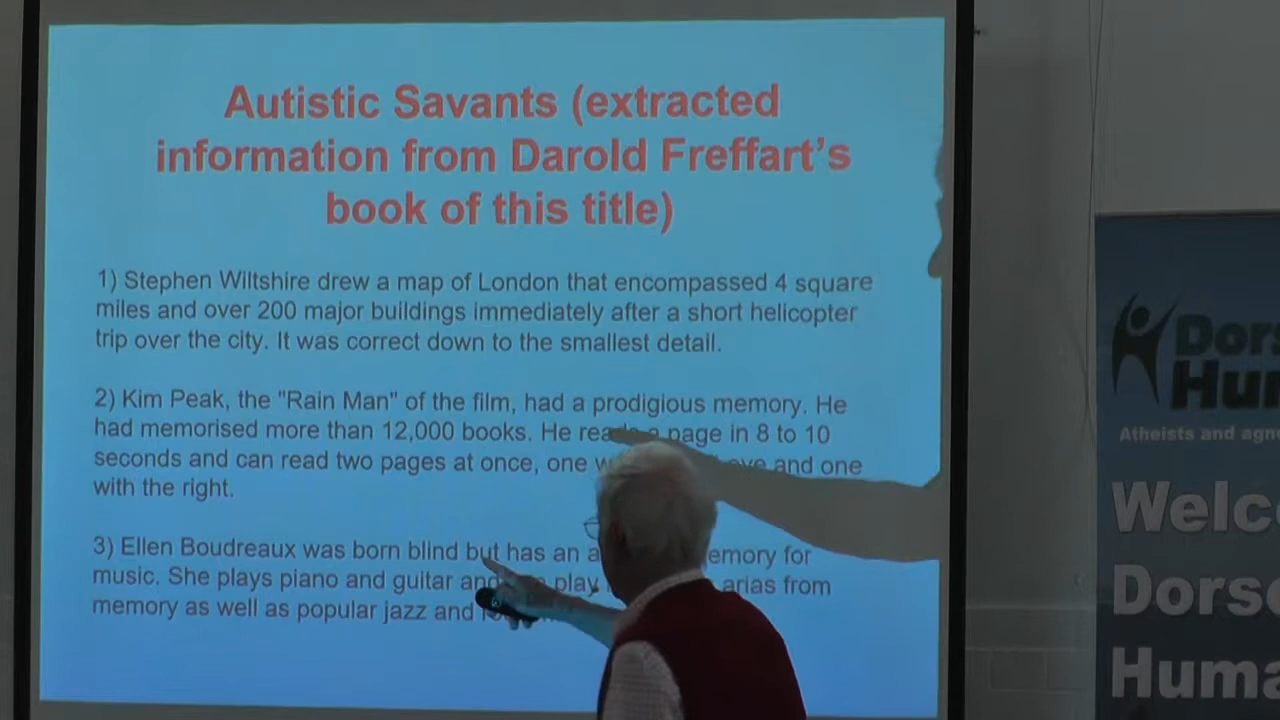 Autistic Savants (extracted
information from Darold Freffart's
book of this title)
1) Stephen Wiltshire drew a map of London that encompassed 4 square
miles and over 200 major buildings immediately after a short helicopter
trip over the city. It was correct down to the smallest detail.
2) Kim Peak, the "Rain Man" of the film, had a prodigious memory. He
had memorised more than 12,000 books. He page in 8 to 10
seconds and can read two pages at once, one and one
with the right.
3) Ellen Boudreaux was born blind but has an emory for
music. She plays piano and guitar and play arias from
memory as well as popular jazz and
Dors
Hu
Atheists and agn
Welc
Dorse
Huma